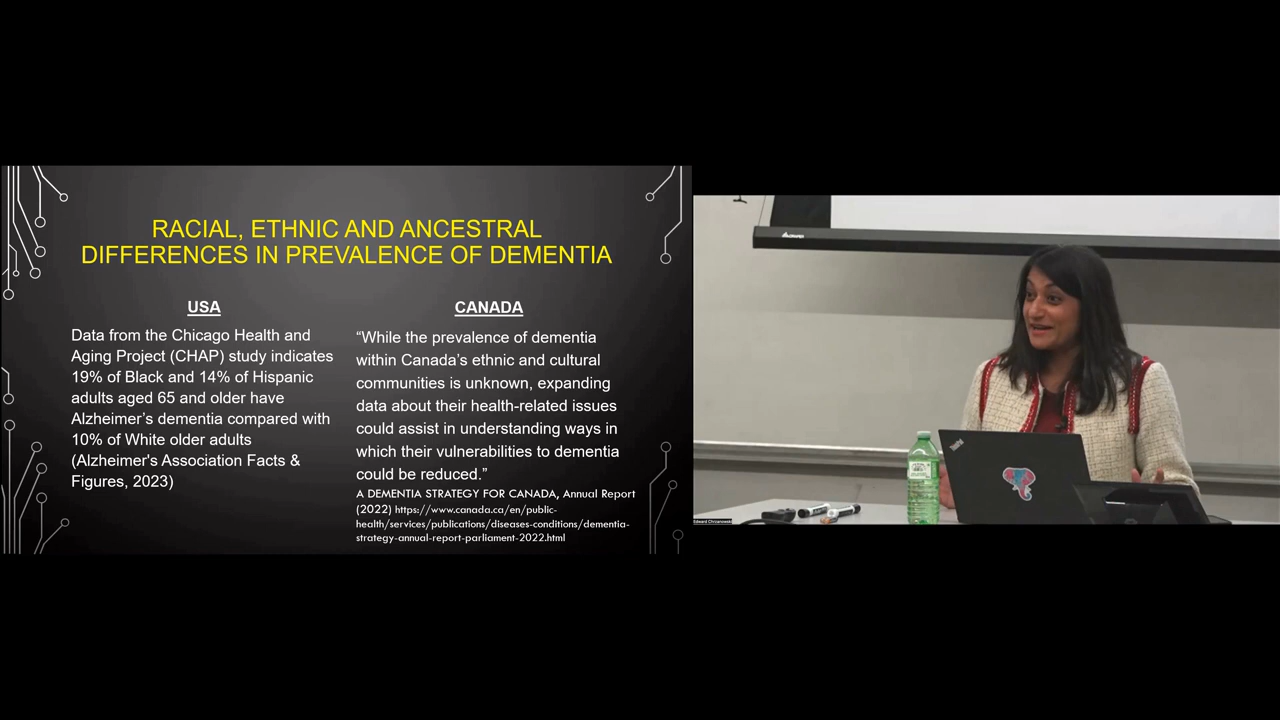 RACIAL, ETHNIC AND ANCESTRAL
DIFFERENCES IN PREVALENCE OF DEMENTIA
USA
Data from the Chicago Health and
Aging Project (CHAP) study indicates
19% of Black and 14% of Hispanic
adults aged 65 and older have
Alzheimer’s dementia compared with
10% of White older adults
(Alzheimer's Association Facts &
Figures, 2023)
CANADA
“While the prevalence of dementia
within Canada’s ethnic and cultural
communities is unknown, expanding
data about their health-related issues
could assist in understanding ways in
which their vulnerabilities to dementia
could be reduced.”
A DEMENTIA STRATEGY FOR CANADA, Annual Report
(2022) https://www.canada.ca/en/public-
health/services/publications/diseases-conditions/dementia-
strategy-annual-report-parliament-2022.html
ThinkPad
Edward Chrzanowski